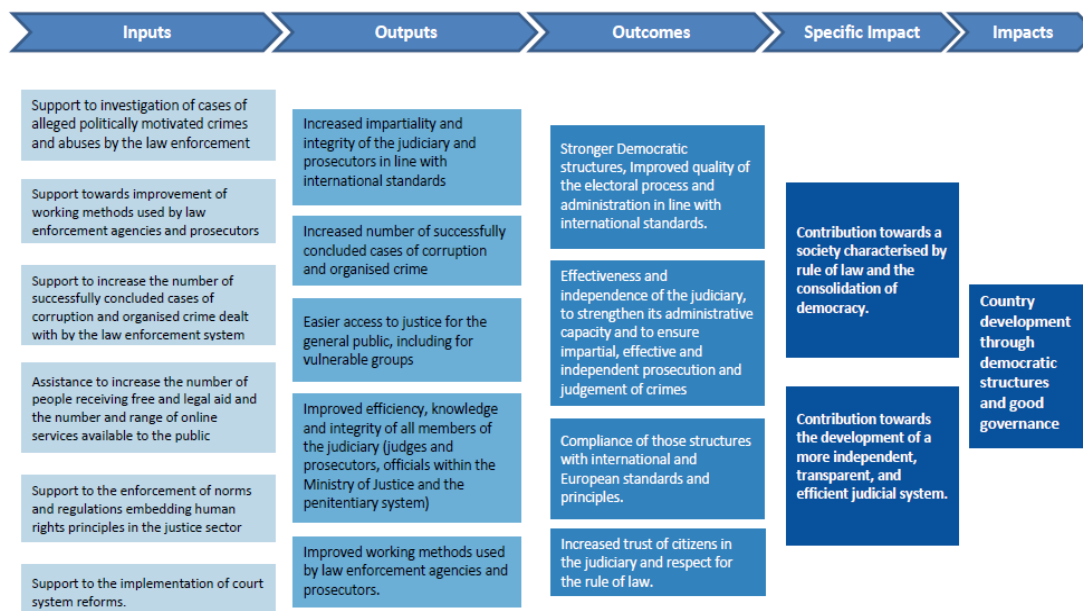 Inputs
Outputs
Outcomes
Specific Impact
Impacts
Support to investigation of cases of
alleged politically motivated crimes
and abuses by the law enforcement
Support towards improvement of
working methods used by law
enforcement agencies and prosecutors
Support to increase the number of
successfully concluded cases of
corruption and organised crime dealt
with by the law enforcement system
Assistance to increase the number of
people receiving free and legal aid and
the number and range of online
services available to the public
Support to the enforcement of norms
and regulations embedding human
rights principles in the justice sector
Support to the implementation of court
system reforms.
Increased impartiality and
integrity of the judiciary and
prosecutors in line with
international standards
Increased number of successfully
concluded cases of corruption
and organised crime
Easier access to justice for the
general public, including for
vulnerable groups
Improved efficiency, knowledge
and integrity of all members of
the judiciary (judges and
prosecutors, officials within the
Ministry of Justice and the
penitentiary system)
Improved working methods used
by law enforcement agencies and
prosecutors.
Stronger Democratic
structures, Improved quality of
the electoral process and
administration in line with
international standards.
Effectiveness and
independence of the judiciary,
to strengthen its administrative
capacity and to ensure
impartial, effective and
independent prosecution and
judgement of crimes
Compliance of those structures
with international and
European standards and
principles.
Increased trust of citizens in
the judiciary and respect for
the rule of law.
Contribution towards a
society characterised by
rule of law and the
consolidation of
democracy.
Contribution towards
the development of a
more independent,
transparent, and
efficient judicial system.
Country
development
through
democratic
structures
and good
governance